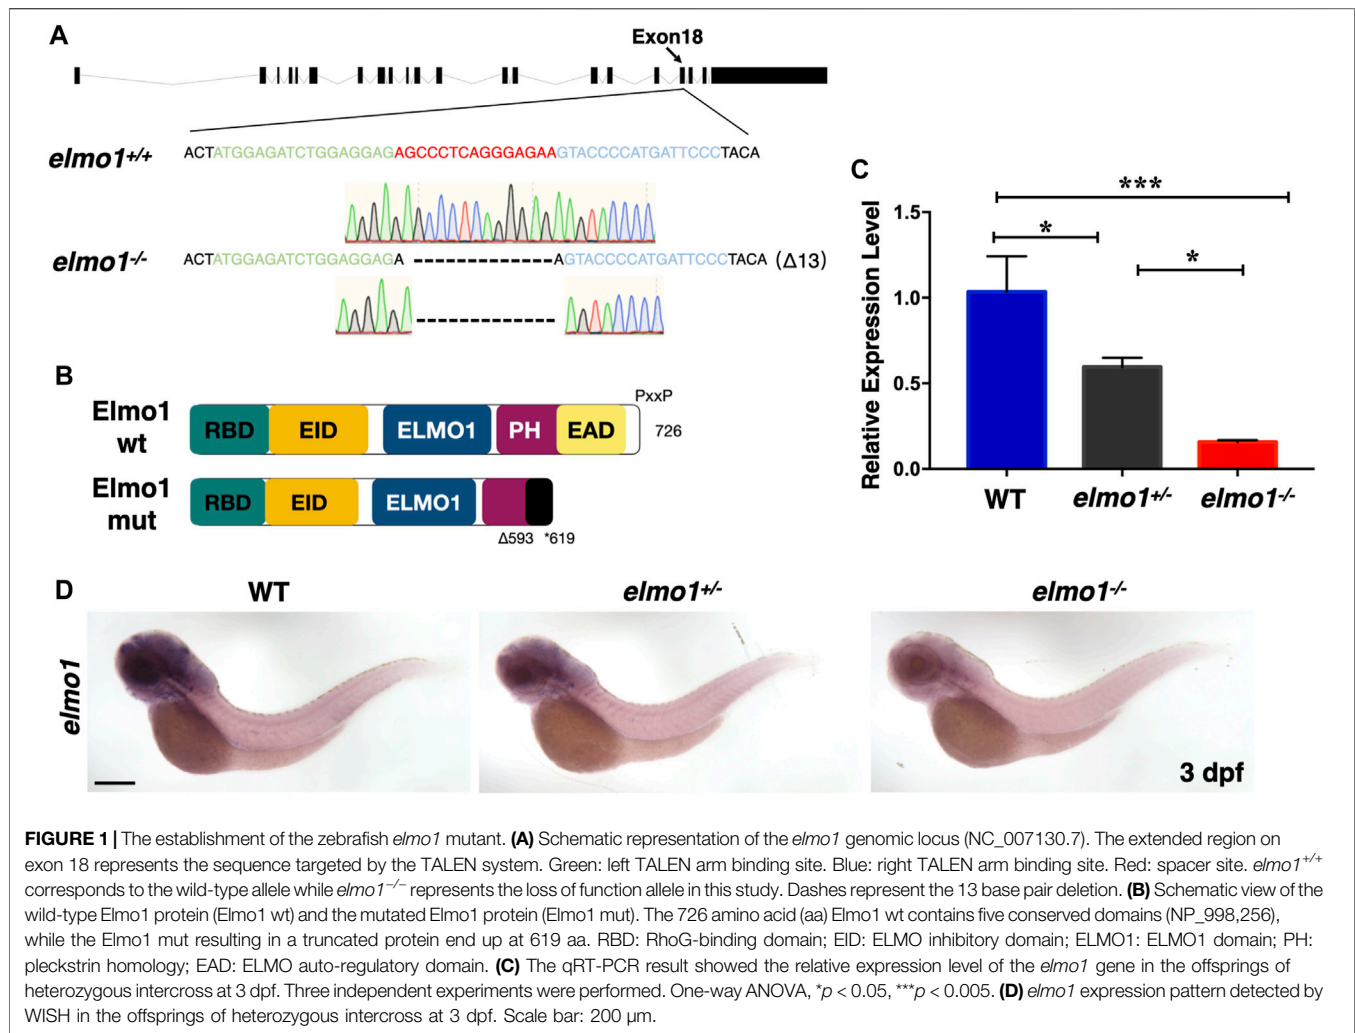 A
Exon18
elmo1+/+ ACTATGGAGATCTGGAGGAGAGCCCTCAGGGAGAAGTACCCCATGATTCCCTACA
elmo1-/- ACTATGGAGATCTGGAGGAGA ------------ AGTACCCCATGATTCCCTACA (Δ13)
B
Elmo1 wt
RBD EID ELMO1 PH EAD
PxxP
726
Elmo1 mut
RBD EID ELMO1
Δ593 *619
C
Relative Expression Level
1.5
1.0
0.5
0.0
***
*
*
WT elmo1+/- elmo1-/-
D
WT elmo1+/- elmo1-/-
elmo1
3 dpf
FIGURE 1 | The establishment of the zebrafish elmo1 mutant. (A) Schematic representation of the elmo1 genomic locus (NC_007130.7). The extended region on
exon 18 represents the sequence targeted by the TALEN system. Green: left TALEN arm binding site. Blue: right TALEN arm binding site. Red: spacer site. elmo1+/+
corresponds to the wild-type allele while elmo1−/− represents the loss of function allele in this study. Dashes represent the 13 base pair deletion. (B) Schematic view of the
wild-type Elmo1 protein (Elmo1 wt) and the mutated Elmo1 protein (Elmo1 mut). The 726 amino acid (aa) Elmo1 wt contains five conserved domains (NP_998,256),
while the Elmo1 mut resulting in a truncated protein end up at 619 aa. RBD: RhoG-binding domain; EID: ELMO inhibitory domain; ELMO1: ELMO1 domain; PH:
pleckstrin homology; EAD: ELMO auto-regulatory domain. (C) The qRT-PCR result showed the relative expression level of the elmo1 gene in the offsprings of
heterozygous intercross at 3 dpf. Three independent experiments were performed. One-way ANOVA, *p < 0.05, ***p < 0.005. (D) elmo1 expression pattern detected by
WISH in the offsprings of heterozygous intercross at 3 dpf. Scale bar: 200 μm.